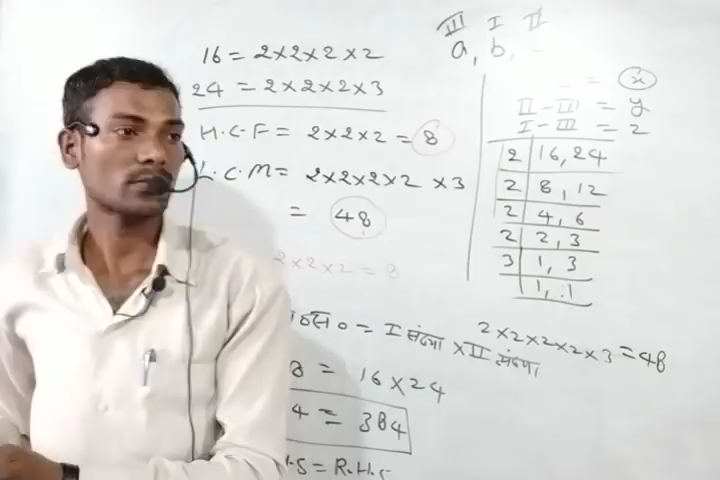 16 = 2×2×2×2
24 = 2×2×2×3
H.C.F = 2×2×2 = 8
L.C.M = 2×2×2×2 ×3
= 48
2×2×2 = 8
= I संख्या × II संख्या
8 = 16×24
4 = 384
.S = R.H.S
III I II
a, b,
= x
II - III = y
I - III = z
2 | 16, 24
2 | 8, 12
2 | 4, 6
2 | 2, 3
3 | 1, 3
1, 1
2×2×2×2×3 = 48